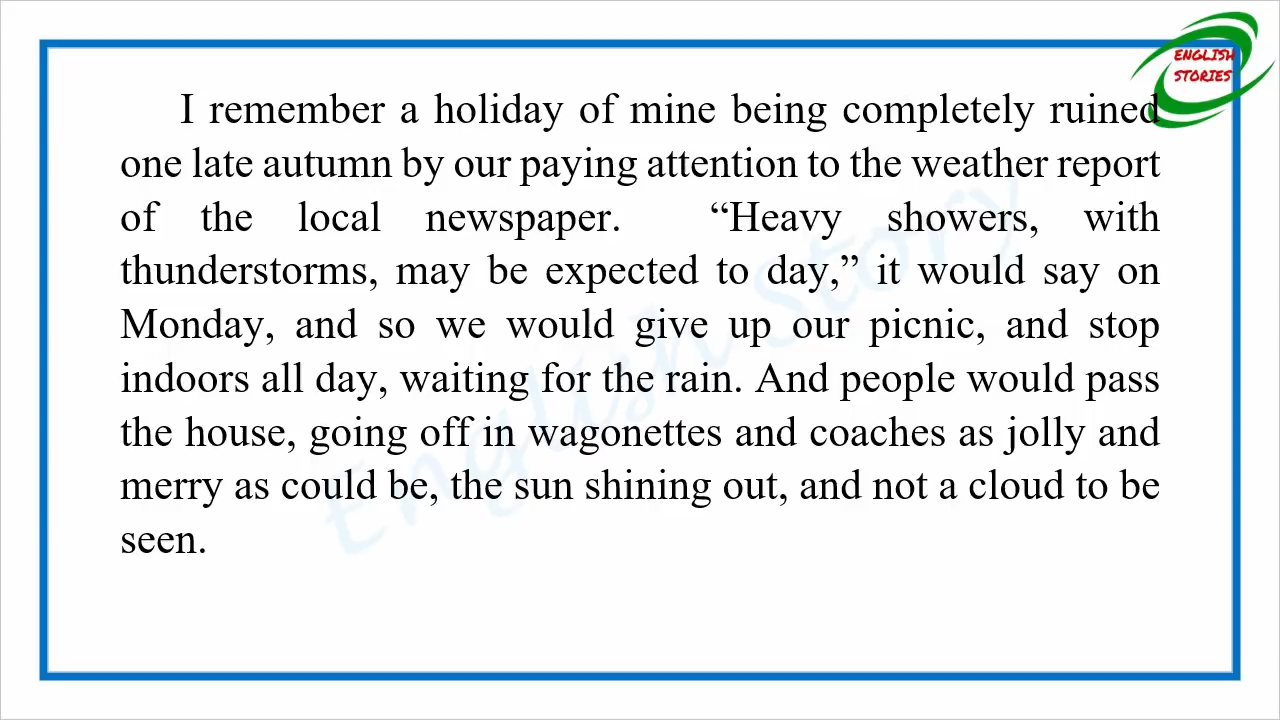 ENGLISH
STORIES
I remember a holiday of mine being completely ruined
one late autumn by our paying attention to the weather report
of the local newspaper. “Heavy showers, with
thunderstorms, may be expected to day,” it would say on
Monday, and so we would give up our picnic, and stop
indoors all day, waiting for the rain. And people would pass
the house, going off in wagonettes and coaches as jolly and
merry as could be, the sun shining out, and not a cloud to be
seen.
English Story